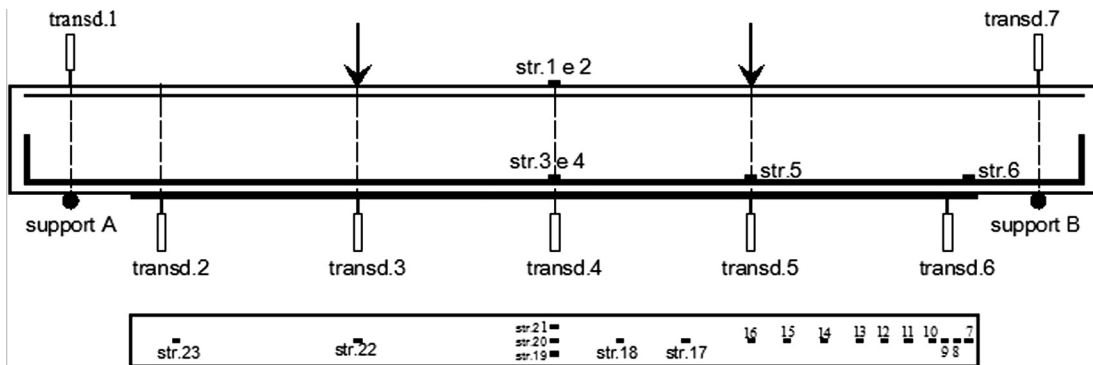 transd.1
transd.7
str.1 e 2
str.3 e 4
str.5
str.6
support A
support B
transd.2
transd.3
transd.4
transd.5
transd.6
str.21
str.20
str.19
str.23
str.22
str.18
str.17
16
15
14
13
12
11
10
7
9 8